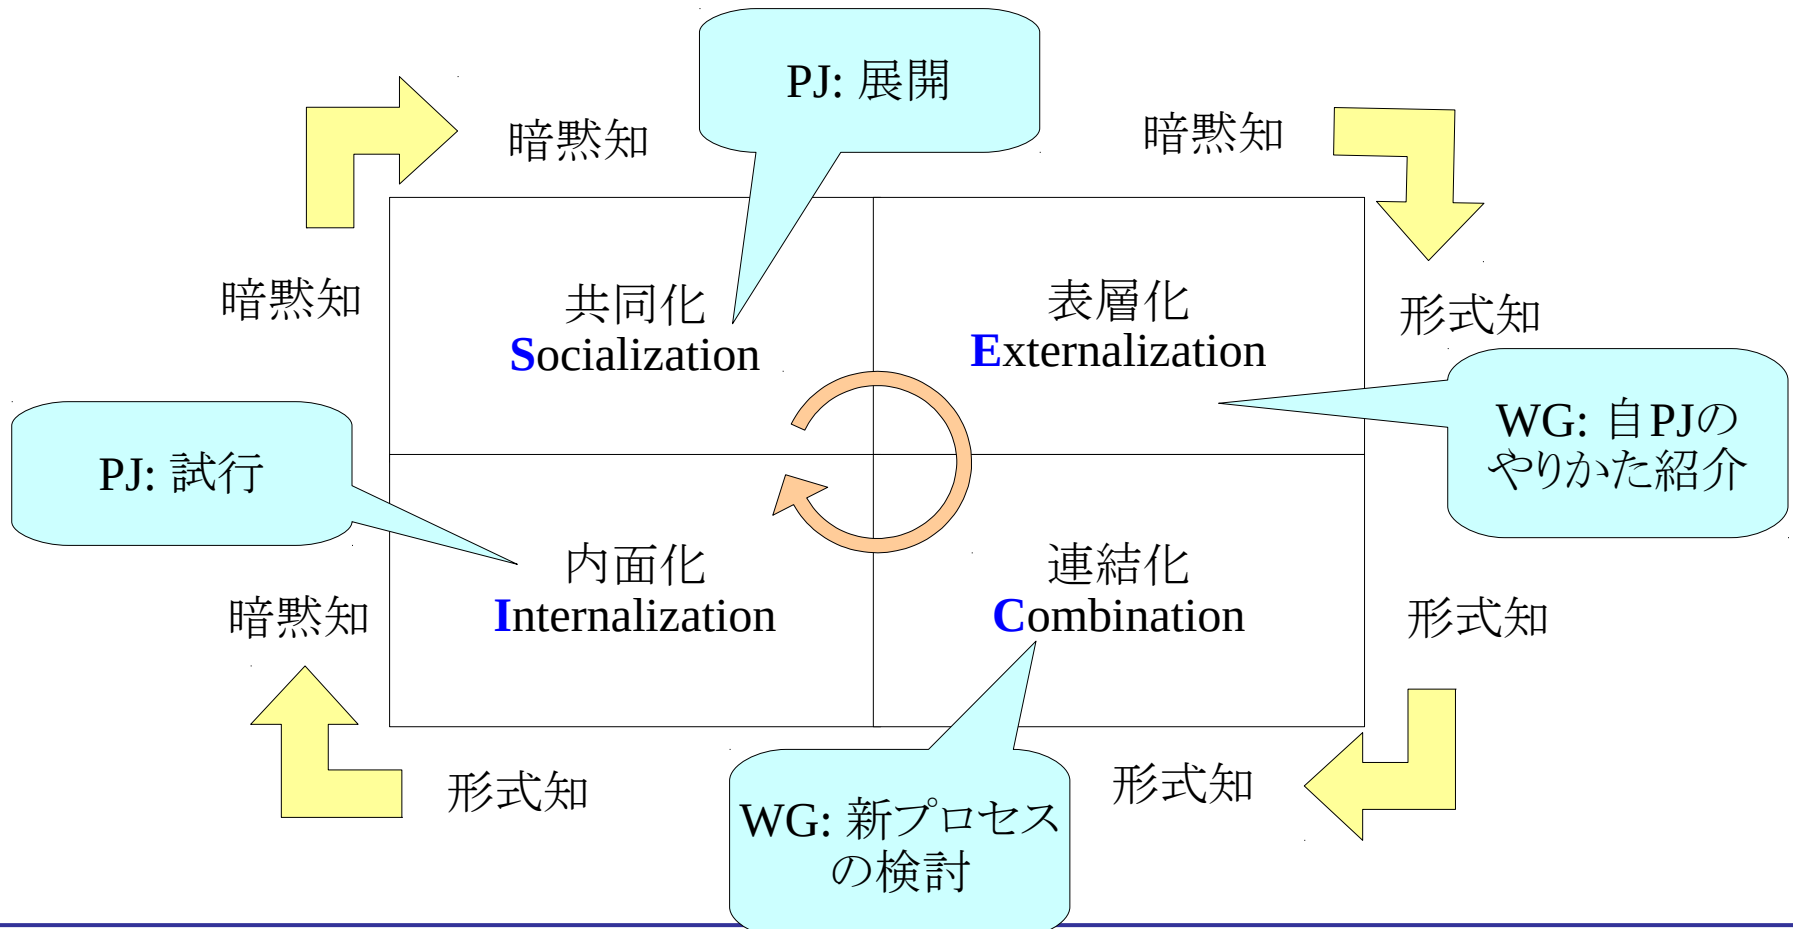 PJ: 展開
暗黙知
暗黙知
暗黙知
形式知
共同化
Socialization
表層化
Externalization
WG: 自PJの
やりかた紹介
PJ: 試行
内面化
Internalization
連結化
Combination
暗黙知
形式知
形式知
形式知
WG: 新プロセス
の検討